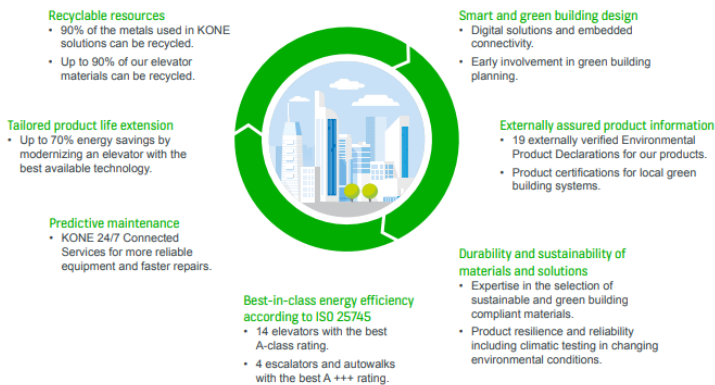 Recyclable resources
• 90% of the metals used in KONE
solutions can be recycled.
• Up to 90% of our elevator
materials can be recycled.
Smart and green building design
• Digital solutions and embedded
connectivity.
• Early involvement in green building
planning.
Tailored product life extension
• Up to 70% energy savings by
modernizing an elevator with the
best available technology.
Externally assured product information
• 19 externally verified Environmental
Product Declarations for our products.
• Product certifications for local green
building systems.
Predictive maintenance
• KONE 24/7 Connected
Services for more reliable
equipment and faster repairs.
Durability and sustainability of
materials and solutions
• Expertise in the selection of
sustainable and green building
compliant materials.
• Product resilience and reliability
including climatic testing in changing
environmental conditions.
Best-in-class energy efficiency
according to ISO 25745
• 14 elevators with the best
A-class rating.
• 4 escalators and autowalks
with the best A +++ rating.